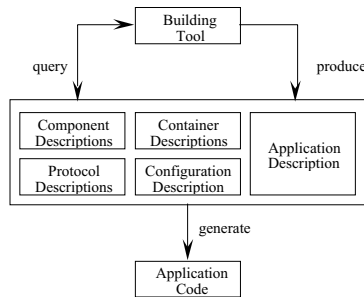 Building
Tool
query
produce
Component
Descriptions
Container
Descriptions
Application
Description
Protocol
Descriptions
Configuration
Description
generate
Application
Code